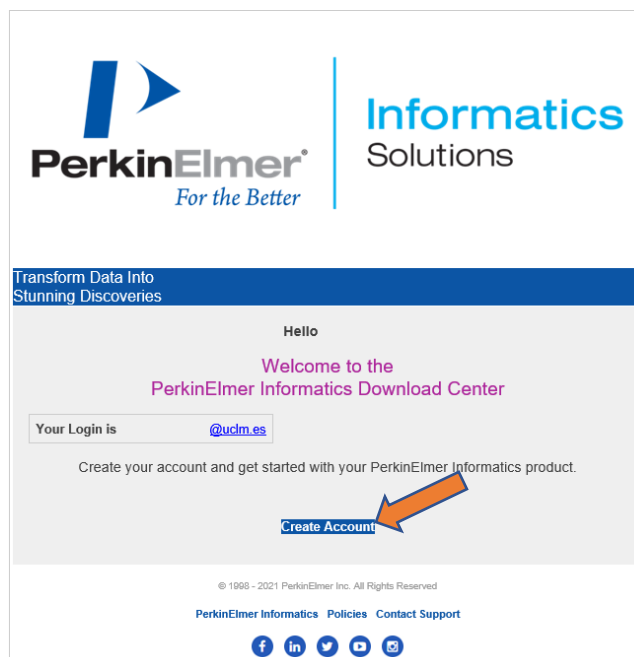 PerkinElmer®
For the Better
Informatics
Solutions
Transform Data Into
Stunning Discoveries
Hello
Welcome to the
PerkinElmer Informatics Download Center
Your Login is @uclm.es
Create your account and get started with your PerkinElmer Informatics product.
Create Account
© 1998 - 2021 PerkinElmer Inc. All Rights Reserved
PerkinElmer Informatics Policies Contact Support